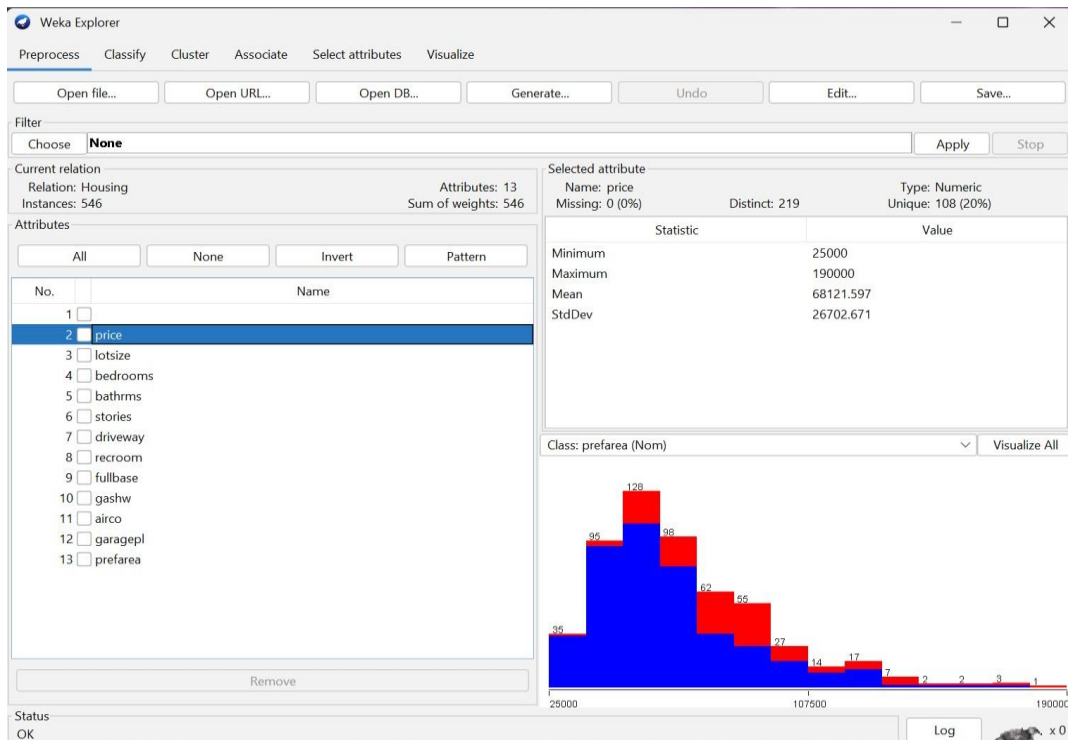 Weka Explorer
Preprocess Classify Cluster Associate Select attributes Visualize
Open file... Open URL... Open DB... Generate... Undo Edit... Save...
Filter
Choose None Apply Stop
Current relation
Relation: Housing Attributes: 13
Instances: 546 Sum of weights: 546
Attributes
All None Invert Pattern
No. Name
1
2 price
3 lotsize
4 bedrooms
5 bathrms
6 stories
7 driveway
8 recroom
9 fullbase
10 gashw
11 airco
12 garagepl
13 prefarea
Remove
Selected attribute
Name: price Type: Numeric
Missing: 0 (0%) Distinct: 219 Unique: 108 (20%)
Statistic Value
Minimum 25000
Maximum 190000
Mean 68121.597
StdDev 26702.671
Class: prefarea (Nom) Visualize All
35 95 128 98 62 55 27 14 17 7 2 2 3 1
25000 107500 190000
Status
OK Log x 0